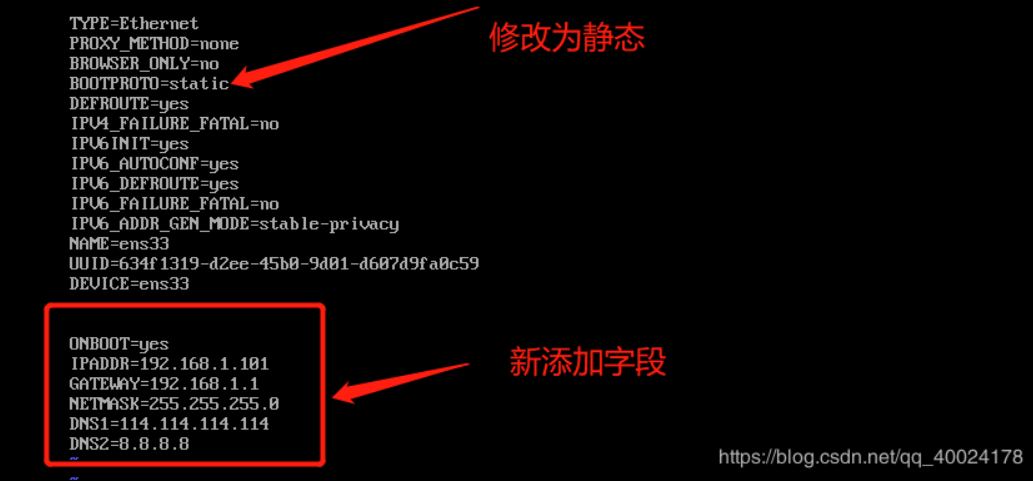 TYPE=Ethernet
PROXY_METHOD=none
BROWSER_ONLY=no
BOOTPROTO=static
修改为静态
DEFROUTE=yes
IPV4_FAILURE_FATAL=no
IPV6INIT=yes
IPV6_AUTOCONF=yes
IPV6_DEFROUTE=yes
IPV6_FAILURE_FATAL=no
IPV6_ADDR_GEN_MODE=stable-privacy
NAME=ens33
UUID=634f1319-d2ee-45b0-9d01-d607d9fa0c59
DEVICE=ens33
ONBOOT=yes
IPADDR=192.168.1.101
GATEWAY=192.168.1.1
NETMASK=255.255.255.0
DNS1=114.114.114.114
DNS2=8.8.8.8
新添加字段
~
~
https://blog.csdn.net/qq_40024178